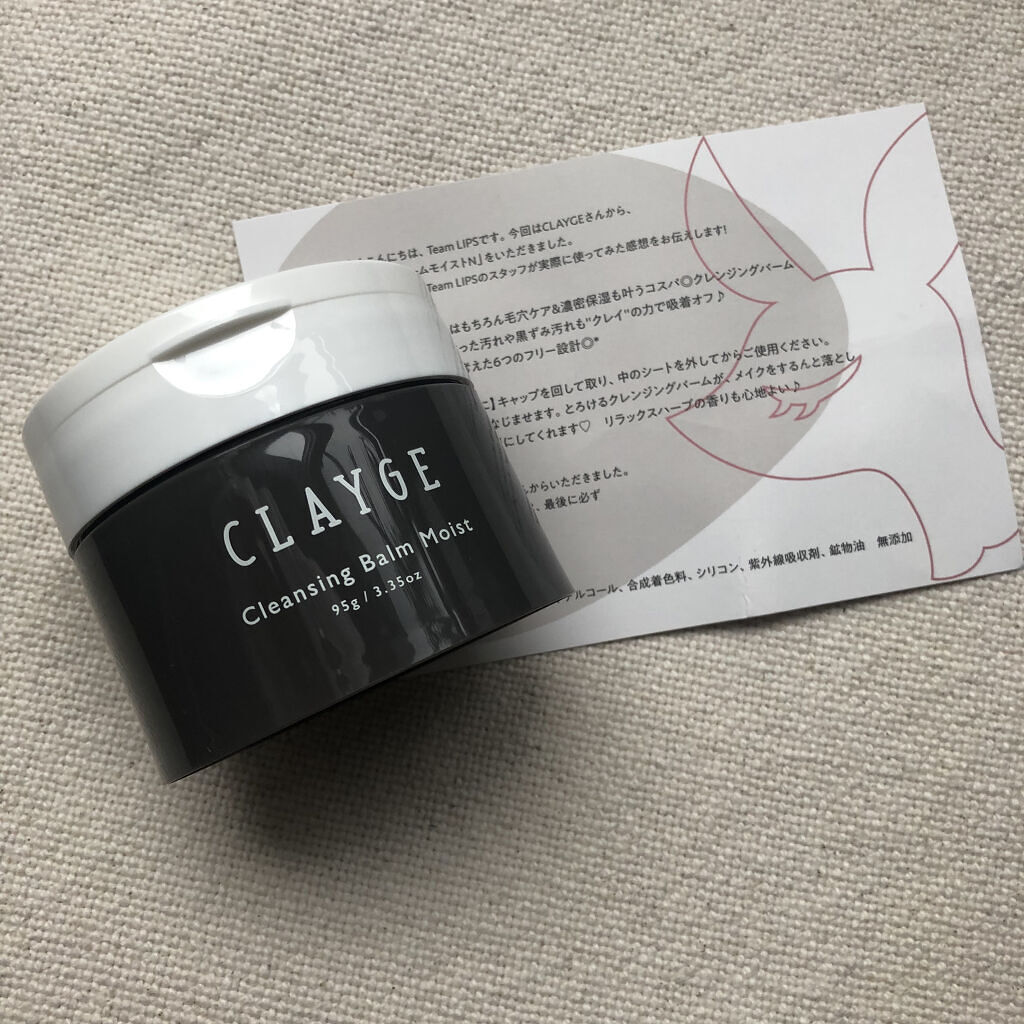 こんにちは、Team LIPSです。今回はCLAYGEさんから、
ームモイストN」をいただきました。
Team LIPSのスタッフが実際に使ってみた感想をお伝えします!
はもちろん毛穴ケア&濃密保湿も叶うコスパ◎クレンジングバーム
った汚れや黒ずみ汚れも"クレイ"の力で吸着オフ♪
考えた6つのフリー設計◎*
】キャップを回して取り、中のシートを外してからご使用ください。
なじませます。とろけるクレンジングバームが、メイクをするんと落とし
にしてくれます♡ リラックスハーブの香りも心地よい♪
からいただきました。
、最後に必ず
アルコール、合成着色料、シリコン、紫外線吸収剤、鉱物油 無添加
CLAYGE
Cleansing Balm Moist
95g / 3.35oz